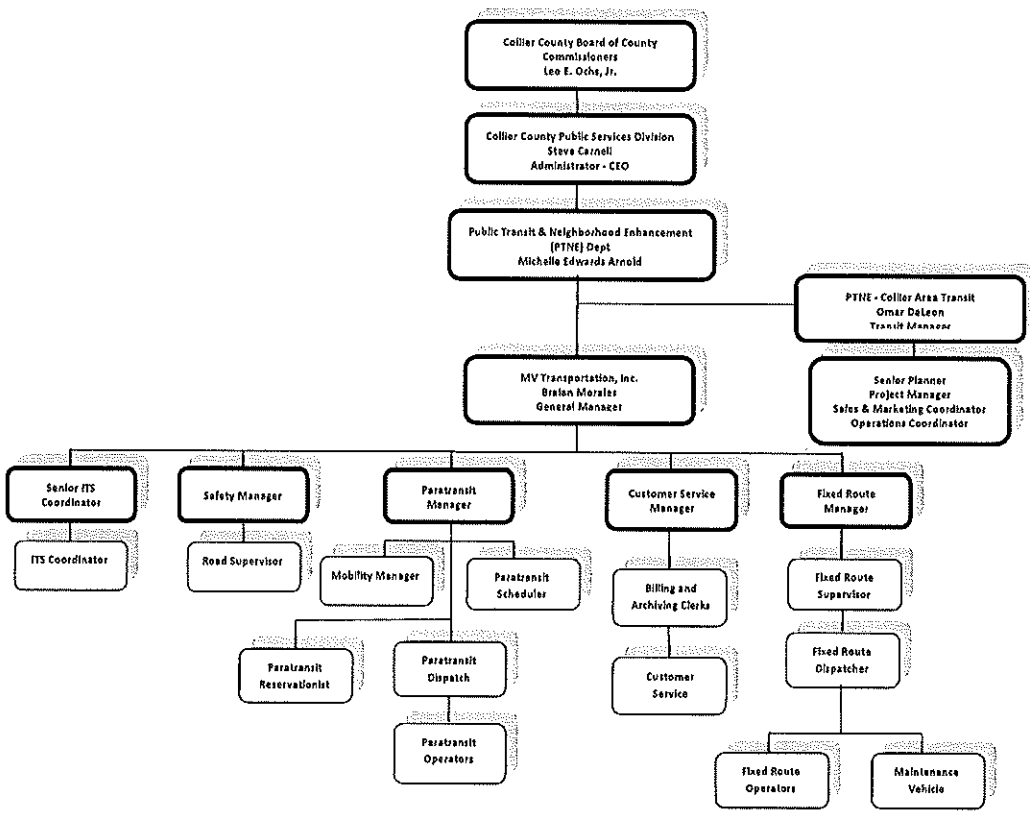 Collier County Board of County
Commissioners
Leo E. Ochs, Jr.
Collier County Public Services Division
Steve Carnell
Administrator - CEO
Public Transit & Neighborhood Enhancement
(PTNE) Dept
Michelle Edwards Arnold
PTNE - Collier Area Transit
Omar DeLeon
Transit Manager
MV Transportation, Inc.
Braian Morales
General Manager
Senior Planner
Project Manager
Sales & Marketing Coordinator
Operations Coordinator
Senior ITS
Coordinator
Safety Manager
Paratransit
Manager
Customer Service
Manager
Fixed Route
Manager
ITS Coordinator
Road Supervisor
Mobility Manager
Paratransit
Scheduler
Billing and
Archiving Clerks
Fixed Route
Supervisor
Paratransit
Reservationist
Paratransit
Dispatch
Customer
Service
Fixed Route
Dispatcher
Paratransit
Operators
Fixed Route
Operators
Maintenance
Vehicle